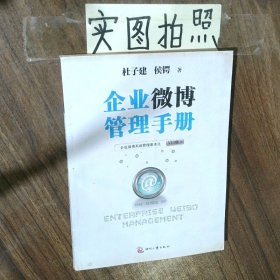 实图拍照
杜子建 侯锷 著
企业微博
管理手册
@
ENTERPRISE WEIBO
MANAGEMENT